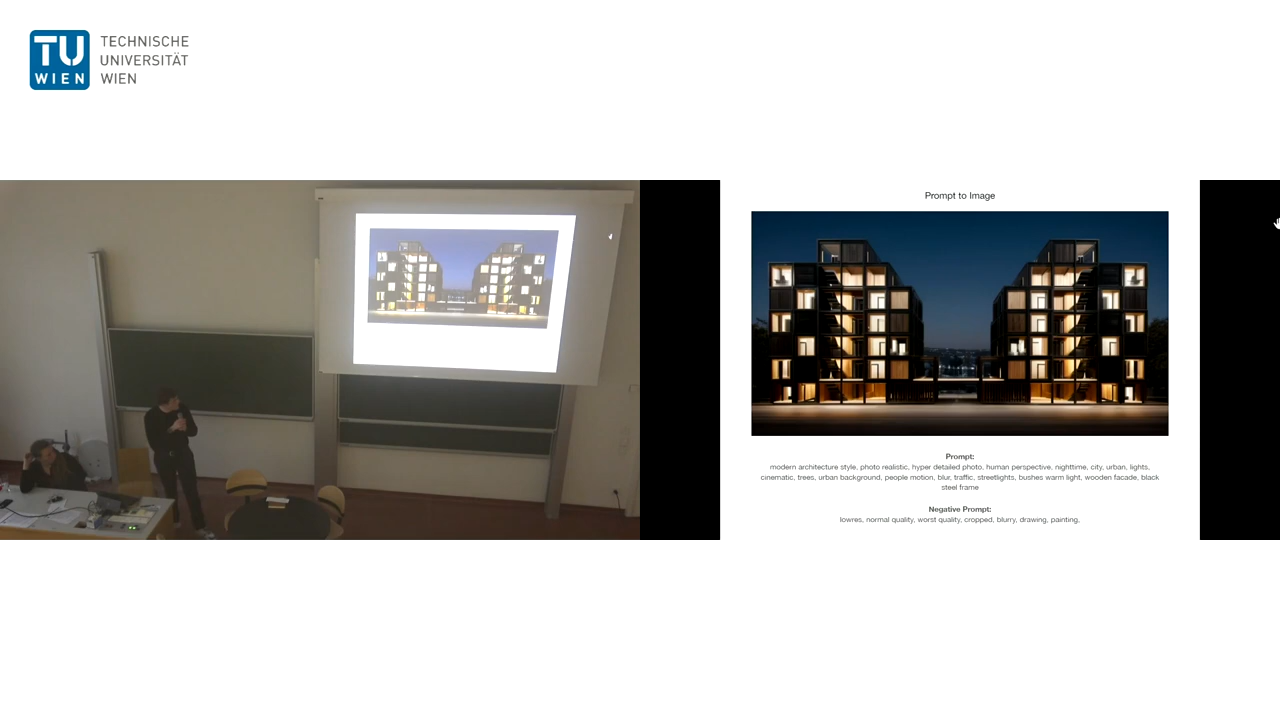 TU
WIEN
TECHNISCHE
UNIVERSITÄT
WIEN
Prompt to Image
Prompt:
modern architecture style, photo realistic, hyper detailed photo, human perspective, nighttime, city, urban, lights,
cinematic, trees, urban background, people motion, blur, traffic, streetlights, bushes warm light, wooden facade, black
steel frame
Negative Prompt:
lowres, normal quality, worst quality, cropped, blurry, drawing, painting,